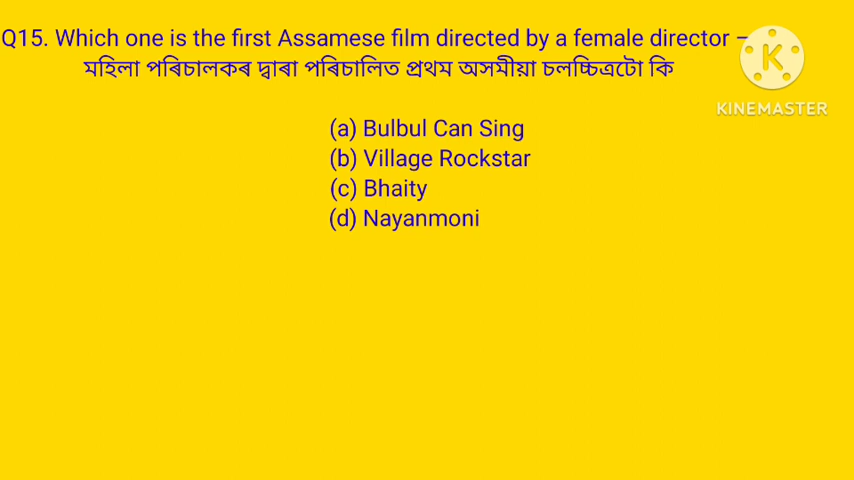 Q15. Which one is the first Assamese film directed by a female director –
মহিলা পৰিচালকৰ দ্বাৰা পৰিচালিত প্ৰথম অসমীয়া চলচ্চিত্ৰটো কি
KINEMASTER
(a) Bulbul Can Sing
(b) Village Rockstar
(c) Bhaity
(d) Nayanmoni